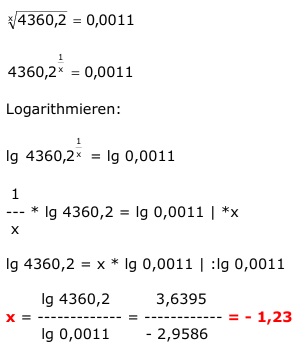 ˣ√4360,2 = 0,0011
4360,2^(1/x) = 0,0011
Logarithmieren:
lg 4360,2^(1/x) = lg 0,0011
1
--- * lg 4360,2 = lg 0,0011 | *x
x
lg 4360,2 = x * lg 0,0011 | :lg 0,0011
lg 4360,2 3,6395
x = ------------- = ------------ = - 1,23
lg 0,0011 - 2,9586